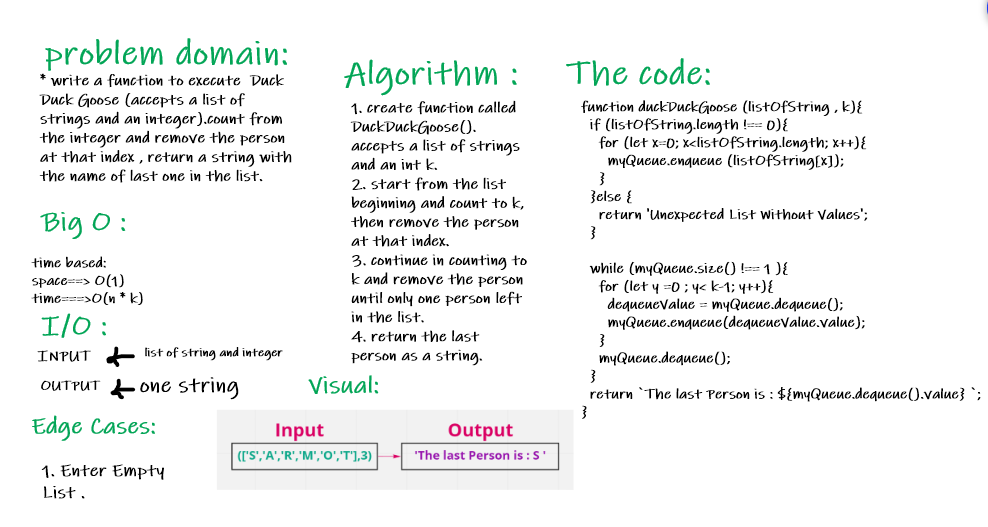 problem domain:
* write a function to execute Duck
Duck Goose (accepts a list of
strings and an integer).count from
the integer and remove the person
at that index , return a string with
the name of last one in the list.
Big O :
time based:
space==> O(1)
time===>O(n * k)
I/O :
INPUT
list of string and integer
OUTPUT
one string
Edge Cases:
1. Enter Empty
List .
Algorithm :
1. create function called
DuckDuckGoose().
accepts a list of strings
and an int k.
2. start from the list
beginning and count to k,
then remove the person
at that index.
3. continue in counting to
k and remove the person
until only one person left
in the list.
4. return the last
person as a string.
Visual:
Input
(['S','A','R','M','O','T'],3)
Output
'The last Person is : S '
The code:
function duckDuckGoose (listOfString , k){
if (listOfString.length !== 0){
for (let x=0; x<listOfString.length; x++){
myQueue.enqueue (listOfString[x]);
}
}else {
return 'Unexpected List Without Values';
}
while (myQueue.size() !== 1 ){
for (let y =0 ; y< k-1; y++){
dequeueValue = myQueue.dequeue();
myQueue.enqueue(dequeueValue.value);
}
myQueue.dequeue();
}
return `The last Person is : ${myQueue.dequeue().value} `;
}